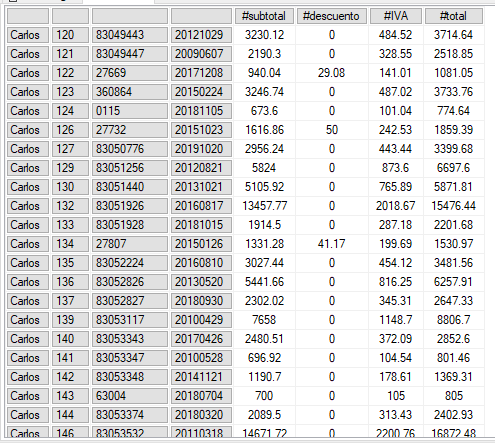 #subtotal #descuento #IVA #total
Carlos 120 83049443 20121029 3230.12 0 484.52 3714.64
Carlos 121 83049447 20090607 2190.3 0 328.55 2518.85
Carlos 122 27669 20171208 940.04 29.08 141.01 1081.05
Carlos 123 360864 20150224 3246.74 0 487.02 3733.76
Carlos 124 0115 20181105 673.6 0 101.04 774.64
Carlos 126 27732 20151023 1616.86 50 242.53 1859.39
Carlos 127 83050776 20191020 2956.24 0 443.44 3399.68
Carlos 129 83051256 20120821 5824 0 873.6 6697.6
Carlos 130 83051440 20131021 5105.92 0 765.89 5871.81
Carlos 132 83051926 20160817 13457.77 0 2018.67 15476.44
Carlos 133 83051928 20181015 1914.5 0 287.18 2201.68
Carlos 134 27807 20150126 1331.28 41.17 199.69 1530.97
Carlos 135 83052224 20160810 3027.44 0 454.12 3481.56
Carlos 136 83052826 20130520 5441.66 0 816.25 6257.91
Carlos 137 83052827 20180930 2302.02 0 345.31 2647.33
Carlos 139 83053117 20100429 7658 0 1148.7 8806.7
Carlos 140 83053343 20170426 2480.51 0 372.09 2852.6
Carlos 141 83053347 20100528 696.92 0 104.54 801.46
Carlos 142 83053348 20141121 1190.7 0 178.61 1369.31
Carlos 143 63004 20180704 700 0 105 805
Carlos 144 83053374 20180320 2089.5 0 313.43 2402.93
Carlos 146 83053532 20110318 14671.72 0 2200.76 16872.48